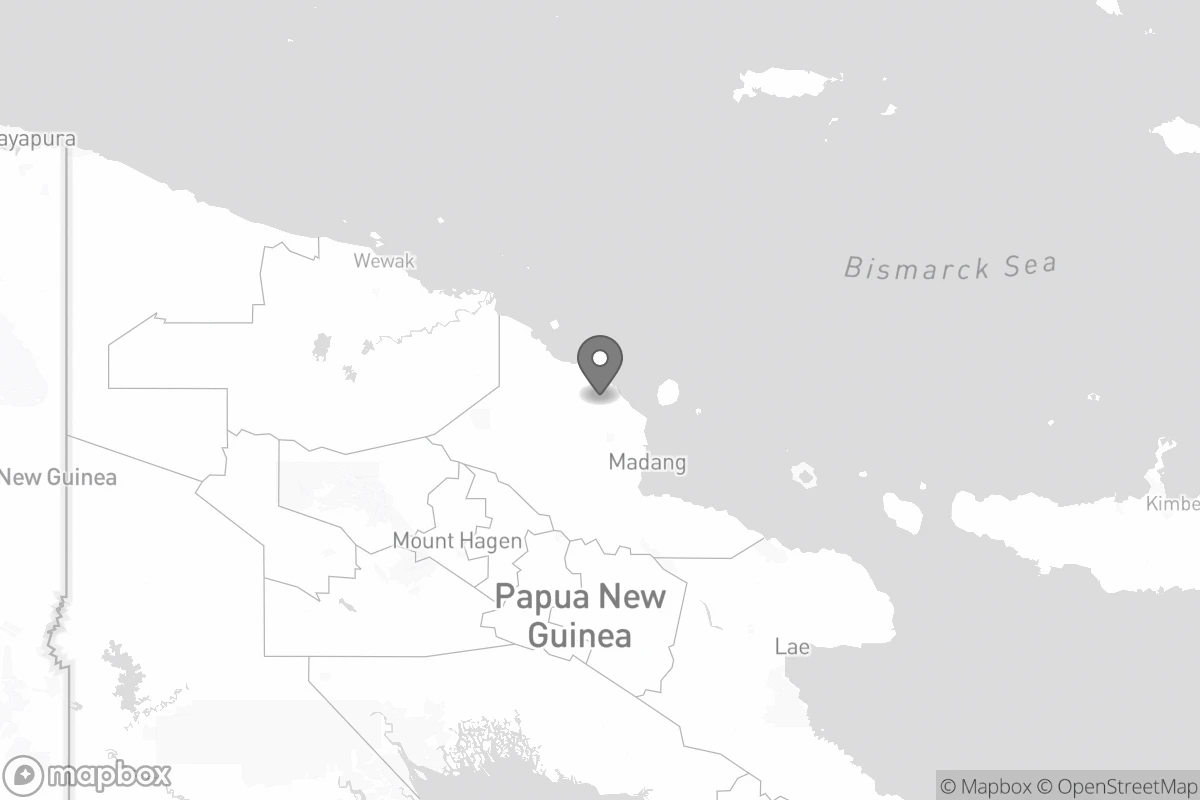 ayapura
Bismarck Sea
Wewak
Madang
New Guinea
Kimbe
Mount Hagen
Papua New
Guinea
Lae
mapbox
© Mapbox © OpenStreetMap